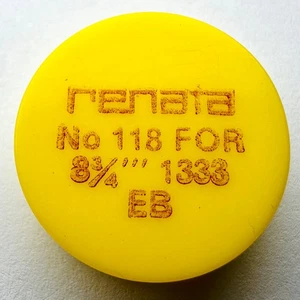 renata
No 118 FOR
8¾''' 1333
EB